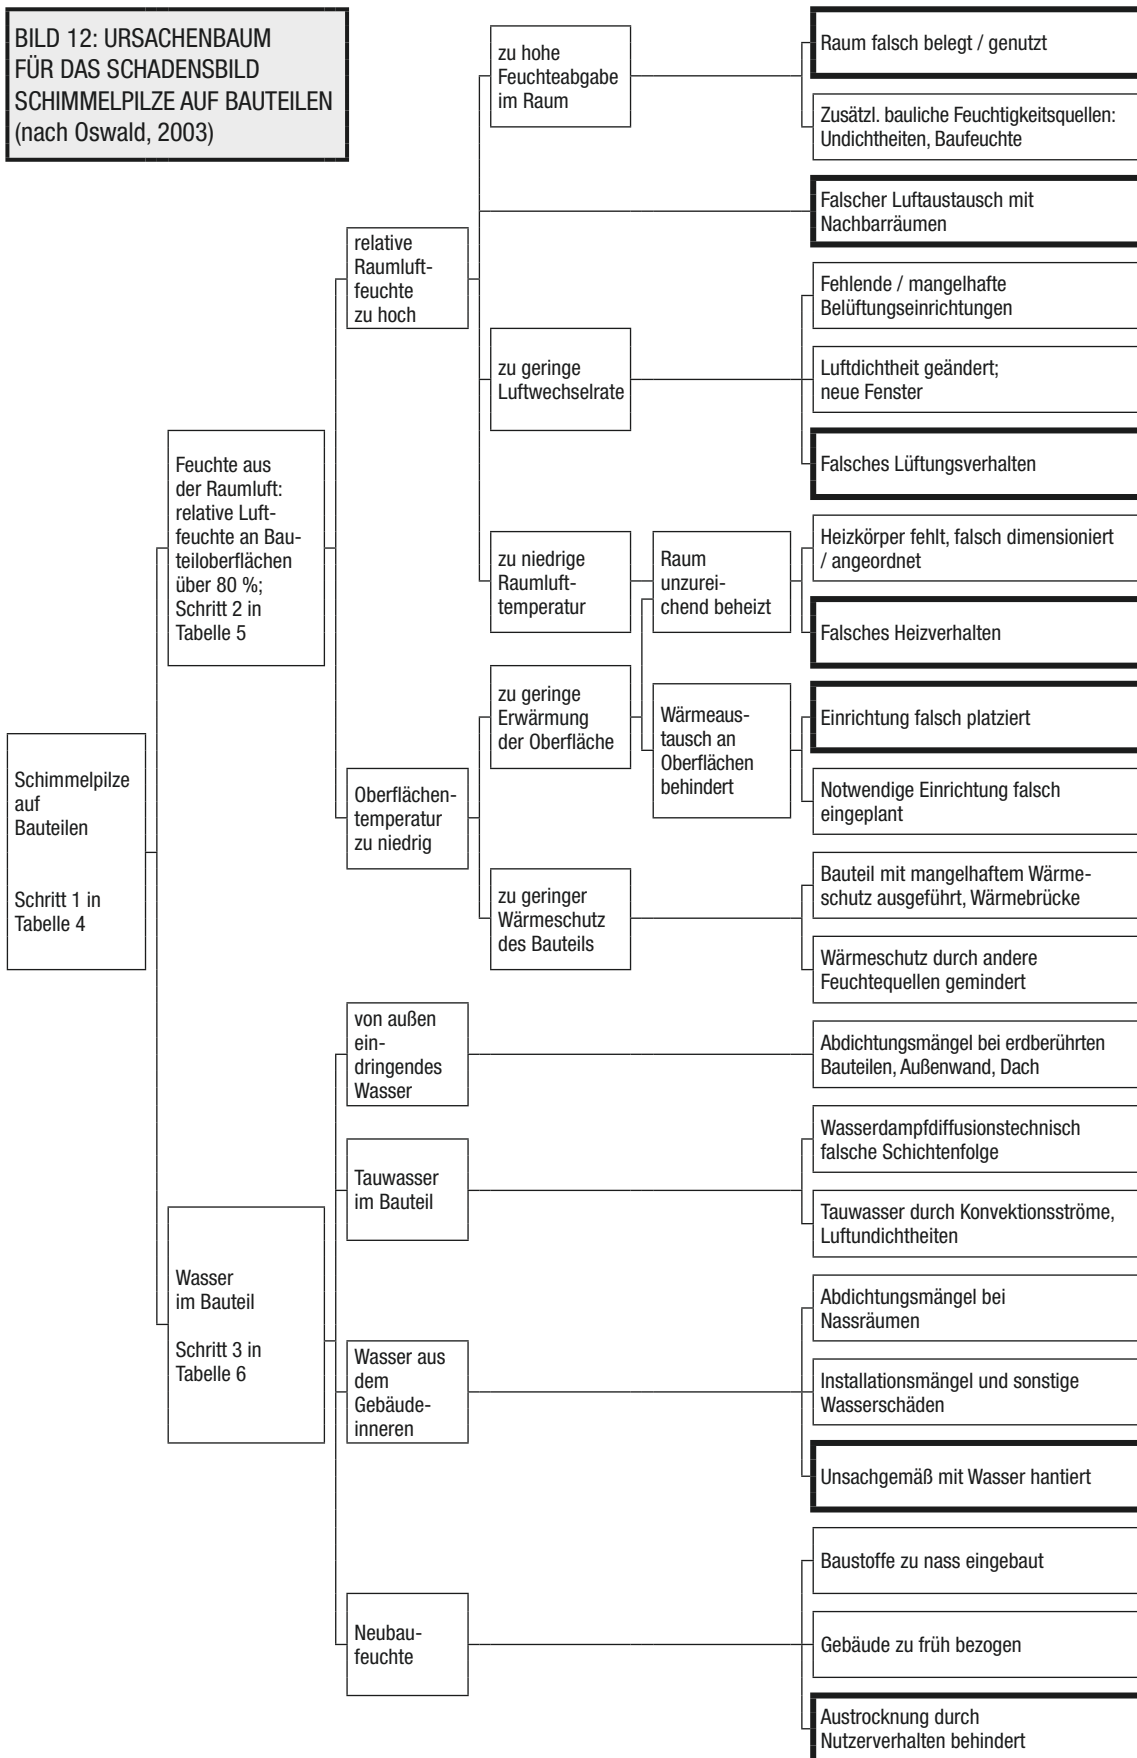 BILD 12: URSACHENBAUM
FÜR DAS SCHADENSBILD
SCHIMMELPILZE AUF BAUTEILEN
(nach Oswald, 2003)
Schimmelpilze
auf
Bauteilen
Schritt 1 in
Tabelle 4
Feuchte aus
der Raumluft:
relative Luft-
feuchte an Bau-
teiloberflächen
über 80 %;
Schritt 2 in
Tabelle 5
Wasser
im Bauteil
Schritt 3 in
Tabelle 6
relative
Raumluft-
feuchte
zu hoch
Oberflächen-
temperatur
zu niedrig
von außen
ein-
dringendes
Wasser
Tauwasser
im Bauteil
Wasser aus
dem
Gebäude-
inneren
Neubau-
feuchte
zu hohe
Feuchteabgabe
im Raum
zu geringe
Luftwechselrate
zu niedrige
Raumluft-
temperatur
zu geringe
Erwärmung
der Oberfläche
zu geringer
Wärmeschutz
des Bauteils
Raum
unzurei-
chend beheizt
Wärmeaus-
tausch an
Oberflächen
behindert
Raum falsch belegt / genutzt
Zusätzl. bauliche Feuchtigkeitsquellen:
Undichtheiten, Baufeuchte
Falscher Luftaustausch mit
Nachbarräumen
Fehlende / mangelhafte
Belüftungseinrichtungen
Luftdichtheit geändert;
neue Fenster
Falsches Lüftungsverhalten
Heizkörper fehlt, falsch dimensioniert
/ angeordnet
Falsches Heizverhalten
Einrichtung falsch platziert
Notwendige Einrichtung falsch
eingeplant
Bauteil mit mangelhaftem Wärme-
schutz ausgeführt, Wärmebrücke
Wärmeschutz durch andere
Feuchtequellen gemindert
Abdichtungsmängel bei erdberührten
Bauteilen, Außenwand, Dach
Wasserdampfdiffusionstechnisch
falsche Schichtenfolge
Tauwasser durch Konvektionsströme,
Luftundichtheiten
Abdichtungsmängel bei
Nassräumen
Installationsmängel und sonstige
Wasserschäden
Unsachgemäß mit Wasser hantiert
Baustoffe zu nass eingebaut
Gebäude zu früh bezogen
Austrocknung durch
Nutzerverhalten behindert